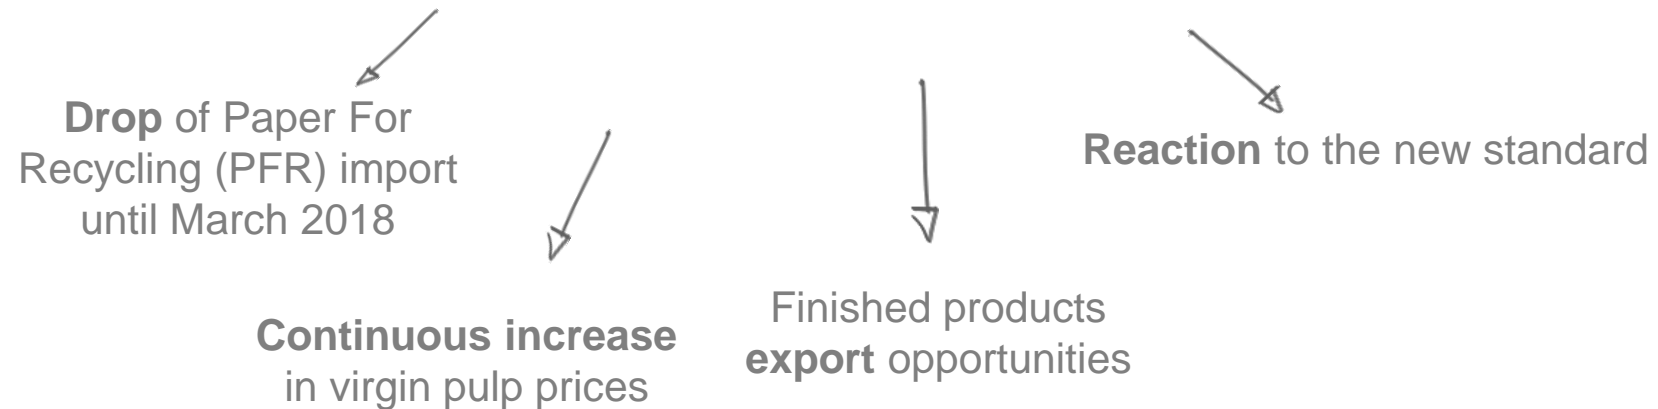 Drop of Paper For
Recycling (PFR) import
until March 2018
Continuous increase
in virgin pulp prices
Finished products
export opportunities
Reaction to the new standard